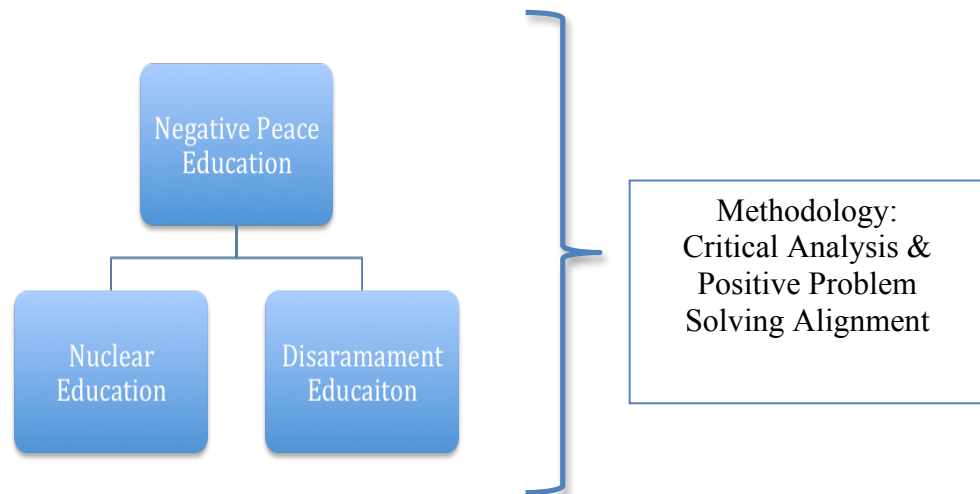 Negative Peace
Education
Nuclear
Education
Disaramament
Educaiton
Methodology:
Critical Analysis &
Positive Problem
Solving Alignment